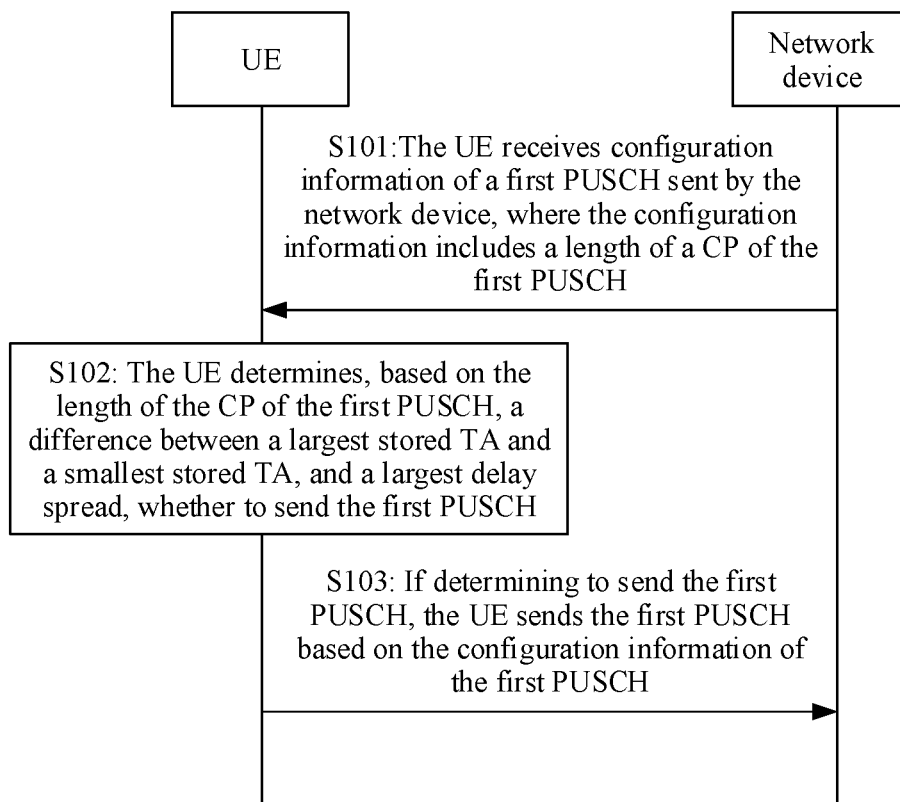 UE
Network
device
S101:The UE receives configuration
information of a first PUSCH sent by the
network device, where the configuration
information includes a length of a CP of the
first PUSCH
S102: The UE determines, based on the
length of the CP of the first PUSCH, a
difference between a largest stored TA and
a smallest stored TA, and a largest delay
spread, whether to send the first PUSCH
S103: If determining to send the first
PUSCH, the UE sends the first PUSCH
based on the configuration information of
the first PUSCH